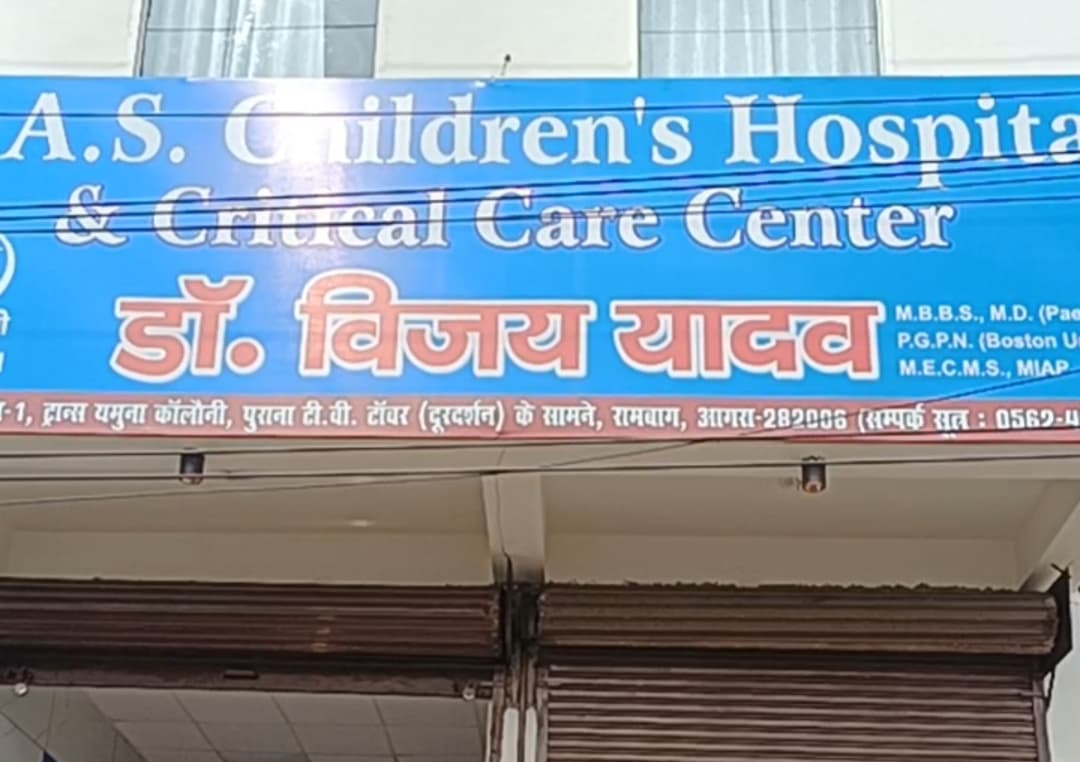 A.S. Children's Hospita
& Critical Care Center
डॉ. विजय यादव
M.B.B.S., M.D. (Pae
P.G.P.N. (Boston U
M.E.C.M.S., MIAP
-1, ट्रान्स यमुना कॉलौनी, पुराना टी.वी. टॉवर (दूरदर्शन) के सामने, रामबाग, आगरा-282006 (सम्पर्क सूत्र : 0562-4